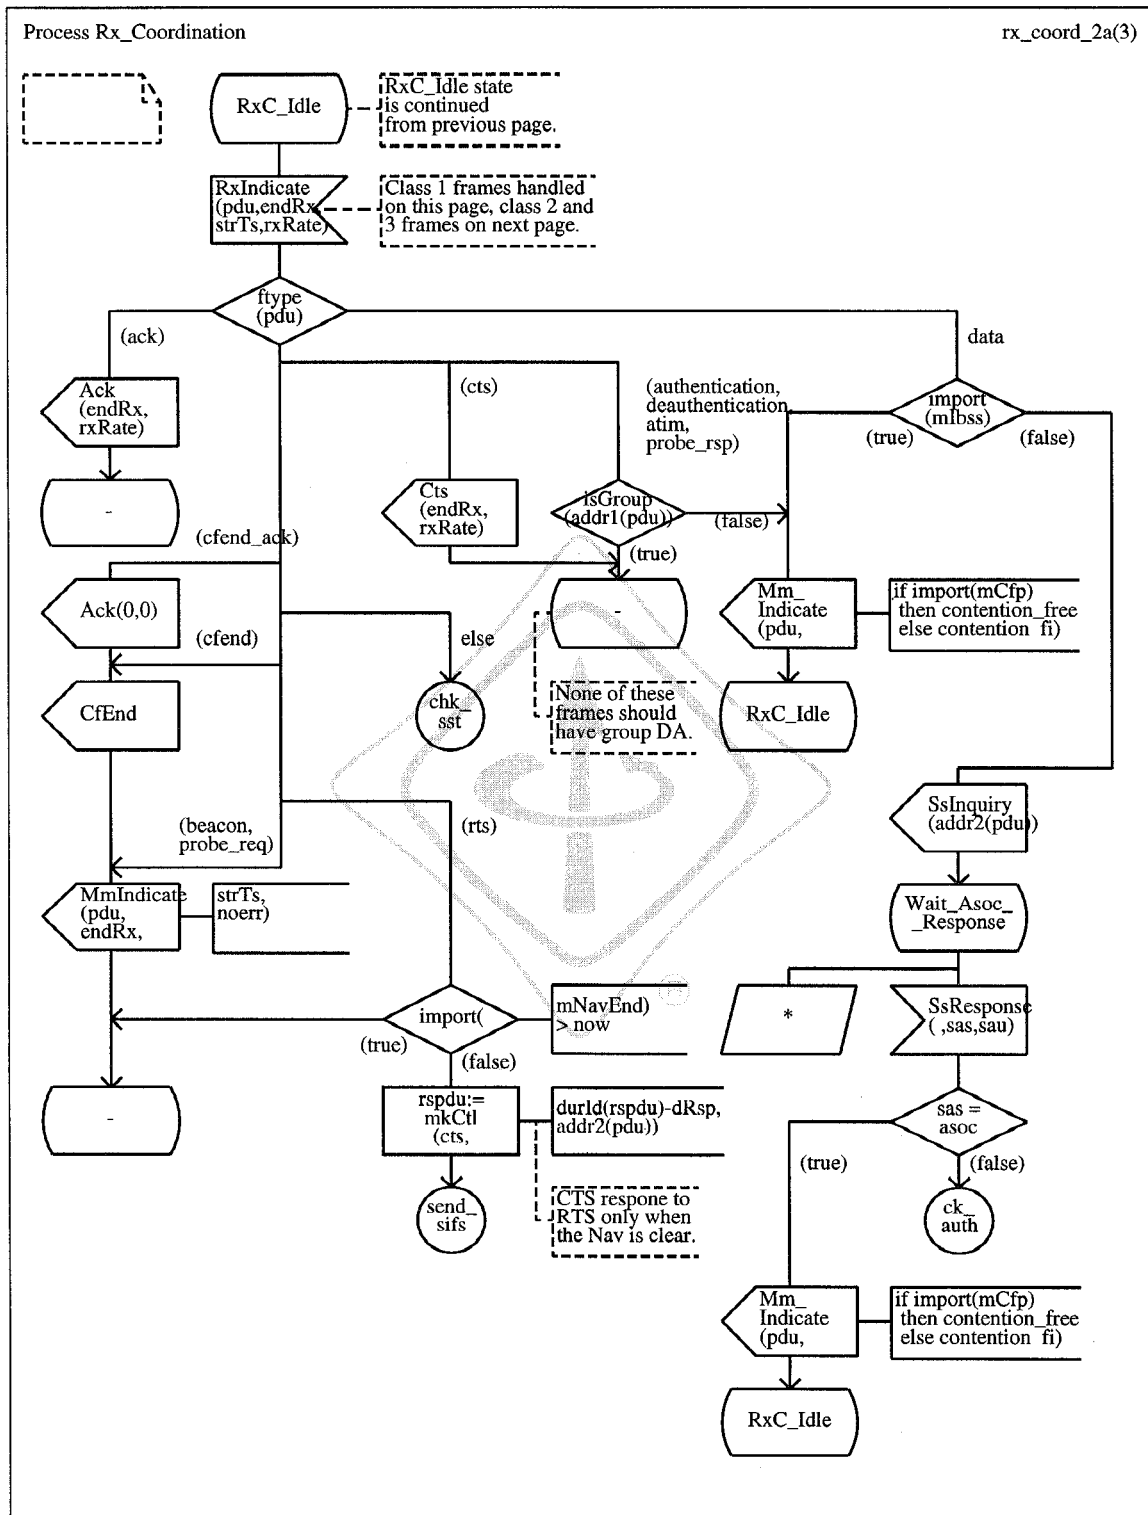 Process Rx_Coordination
rx_coord_2a(3)
RxC_Idle
RxC_Idle state
is continued
from previous page.
RxIndicate
(pdu,endRx,
strTs,rxRate)
Class 1 frames handled
on this page, class 2 and
3 frames on next page.
ftype
(pdu)
(ack)
data
Ack
(endRx,
rxRate)
(cts)
(authentication,
deauthentication
atim,
probe_rsp)
import
(mIbss)
(true)
(false)
-
Cts
(endRx,
rxRate)
isGroup
(addr1(pdu))
(false)
(true)
(cfend_ack)
Ack(0,0)
-
Mm_
Indicate
(pdu,
if import(mCfp)
then contention_free
else contention fi)
(cfend)
else
CfEnd
chk_
sst
None of these
frames should
have group DA.
RxC_Idle
(beacon,
probe_req)
(rts)
SsInquiry
(addr2(pdu))
MmIndicate
(pdu,
endRx,
strTs,
noerr)
Wait_Asoc_
_Response
import(
mNavEnd)
> now
(true)
(false)
*
SsResponse
( ,sas,sau)
-
rspdu:=
mkCtl
(cts,
durId(rspdu)-dRsp,
addr2(pdu))
sas =
asoc
(true)
(false)
send_
sifs
CTS respone to
RTS only when
the Nav is clear.
ck_
auth
Mm_
Indicate
(pdu,
if import(mCfp)
then contention_free
else contention fi)
RxC_Idle